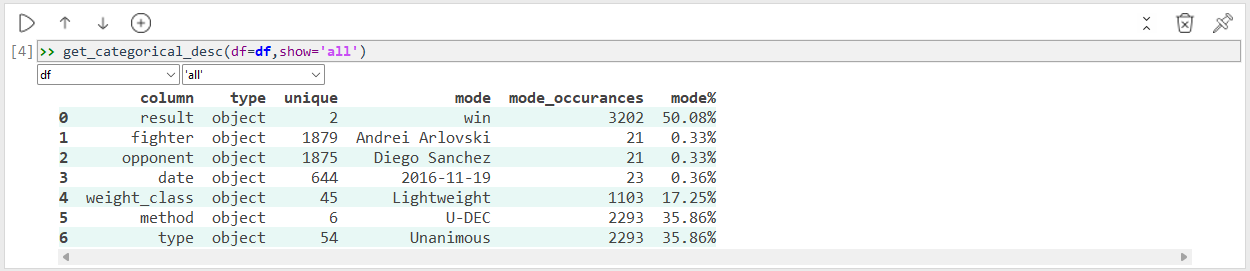 [4] >> get_categorical_desc(df=df,show='all')
df 'all'
column type unique mode mode_occurances mode%
0 result object 2 win 3202 50.08%
1 fighter object 1879 Andrei Arlovski 21 0.33%
2 opponent object 1875 Diego Sanchez 21 0.33%
3 date object 644 2016-11-19 23 0.36%
4 weight_class object 45 Lightweight 1103 17.25%
5 method object 6 U-DEC 2293 35.86%
6 type object 54 Unanimous 2293 35.86%